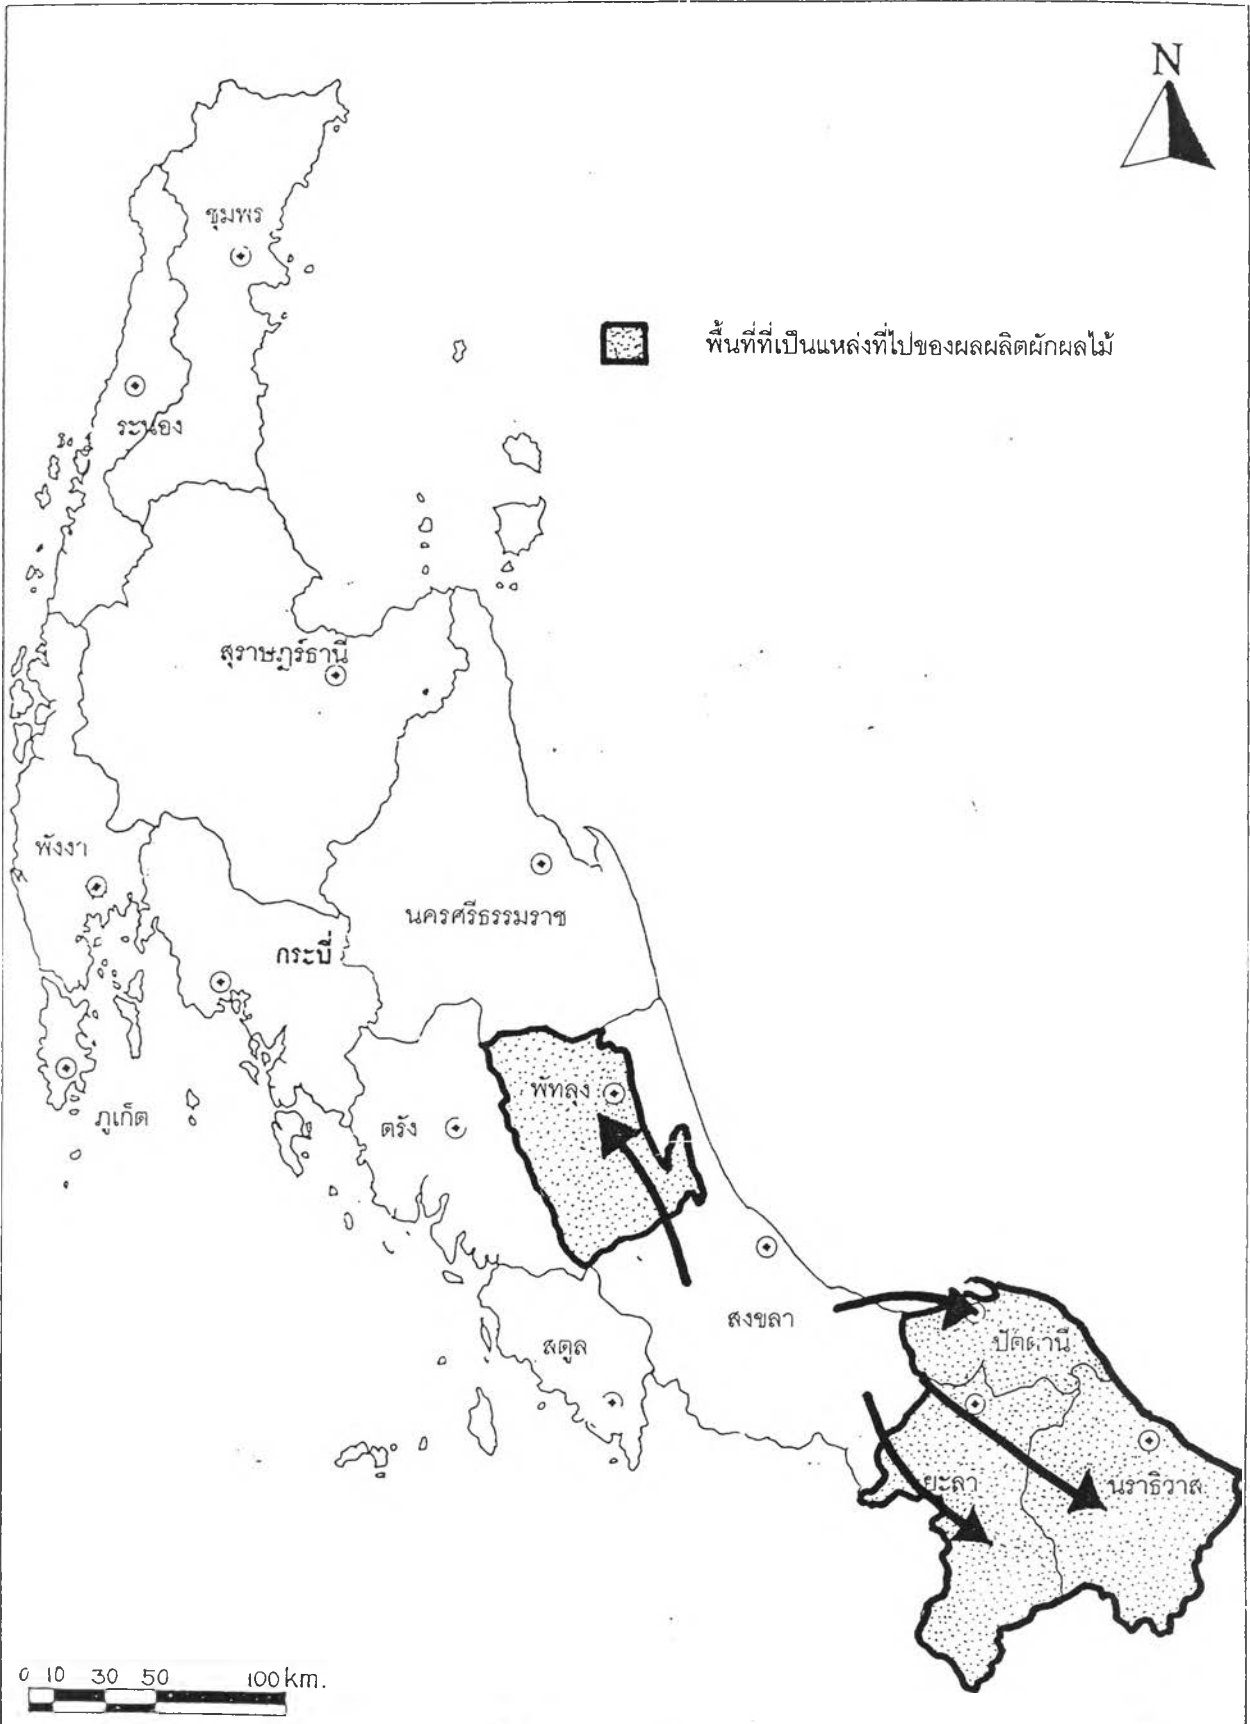 N
ชุมพร
พื้นที่ที่เป็นแหล่งที่ไปของผลผลิตผักผลไม้
ระนอง
สุราษฎร์ธานี
พังงา
นครศรีธรรมราช
กระบี่
พัทลุง
ภูเก็ต
ตรัง
สงขลา
สตูล
ปัตตานี
ยะลา
นราธิวาส
0 10 30 50 100 km.